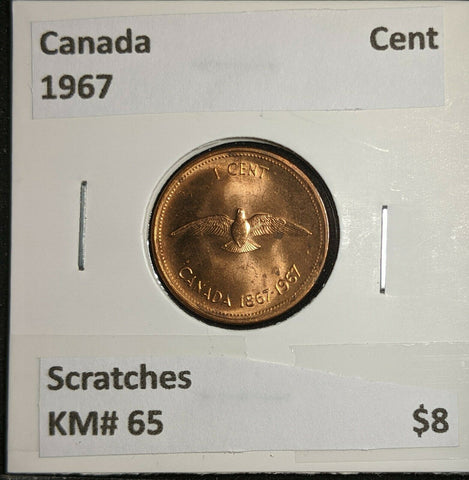 Canada Cent
1967
1 CENT
CANADA 1867-1967
Scratches
KM# 65 $8